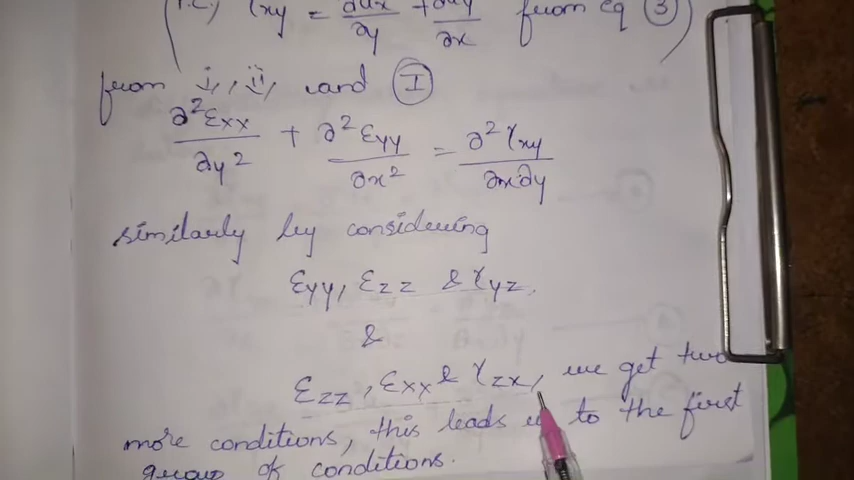 (i.e., γxy = ∂ux/∂y + ∂uy/∂x from eq ③)
from i, ii, and Ⓘ
∂²εxx/∂y² + ∂²εyy/∂x² = ∂²γxy/∂x∂y
similarly by considering
εyy, εzz & γyz.
&
εzz, εxx & γzx, we get two
more conditions, this leads to the first
group of conditions.